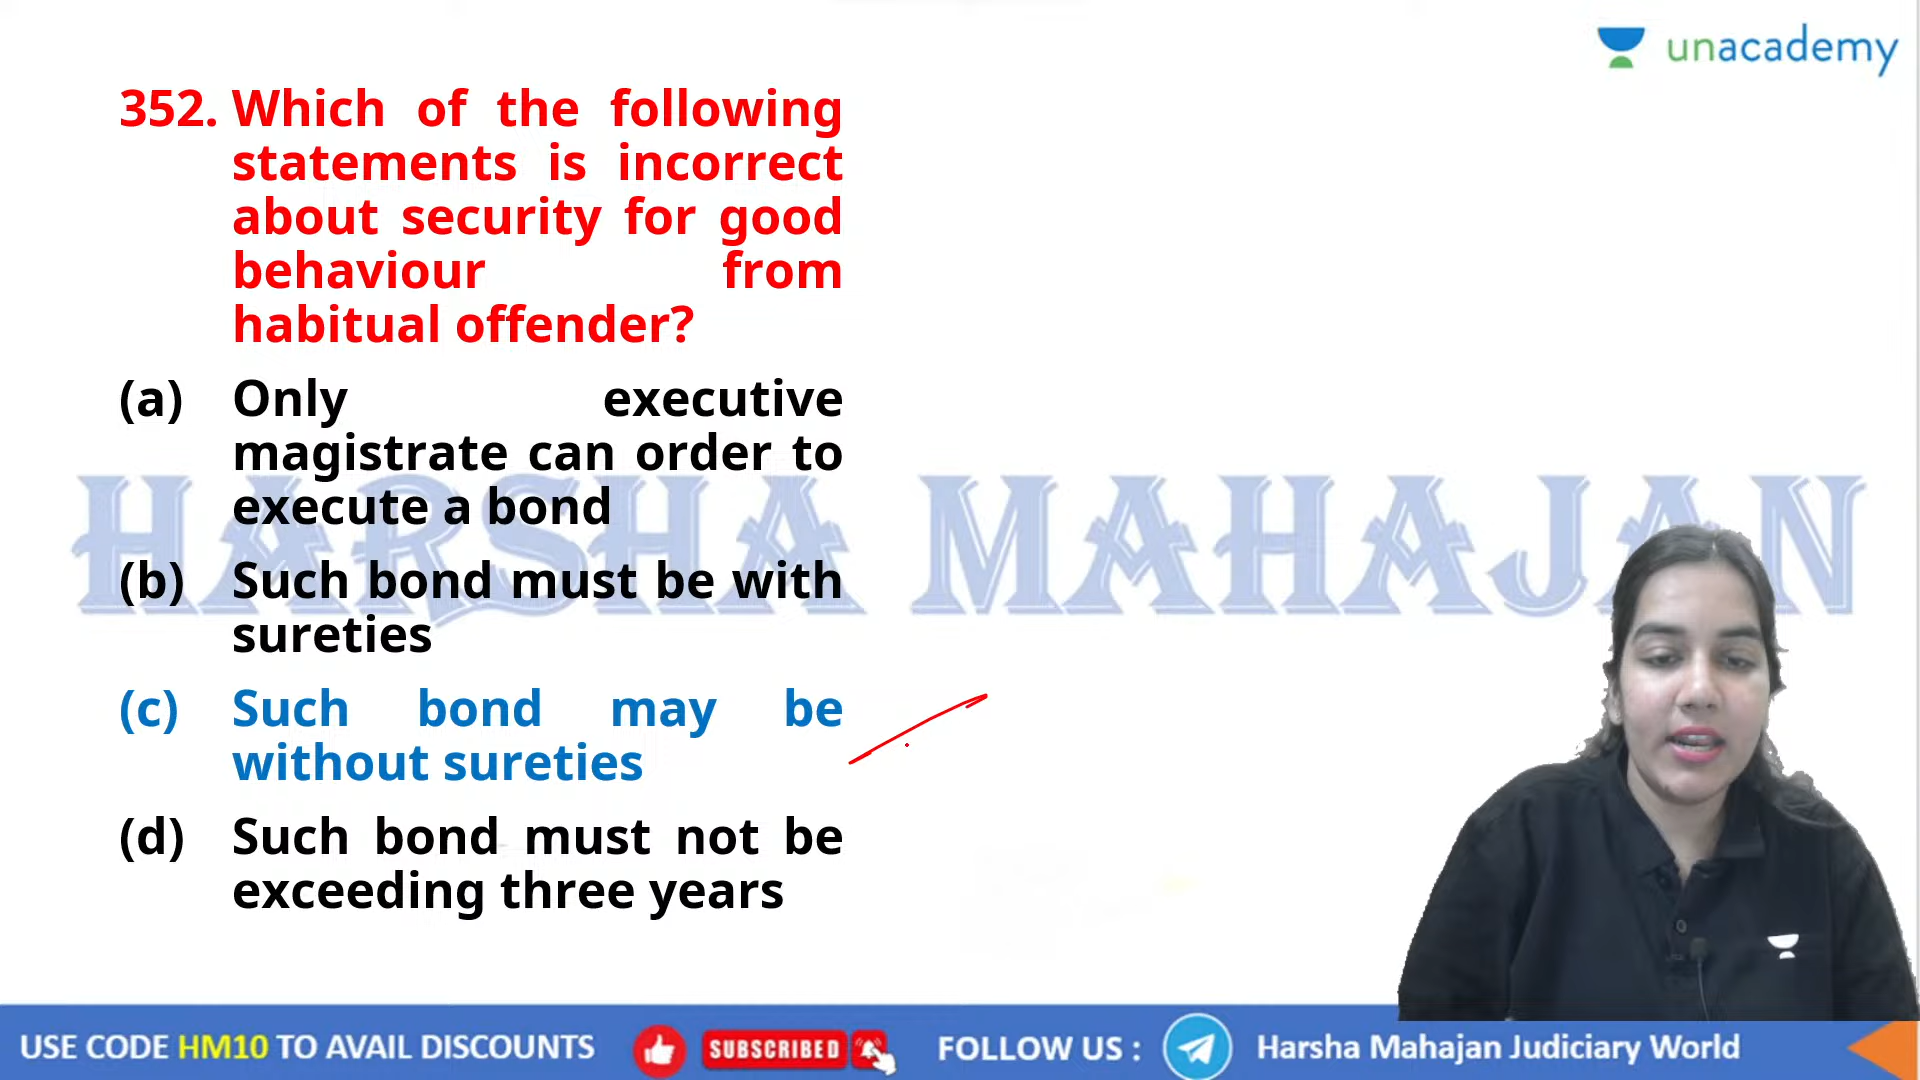 unacademy
352. Which of the following
statements is incorrect
about security for good
behaviour from
habitual offender?
(a) Only executive
magistrate can order to
execute a bond
(b) Such bond must be with
sureties
(c) Such bond may be
without sureties
(d) Such bond must not be
exceeding three years
HARSHA MAHAJAN
USE CODE HM10 TO AVAIL DISCOUNTS
SUBSCRIBED
FOLLOW US :
Harsha Mahajan Judiciary World